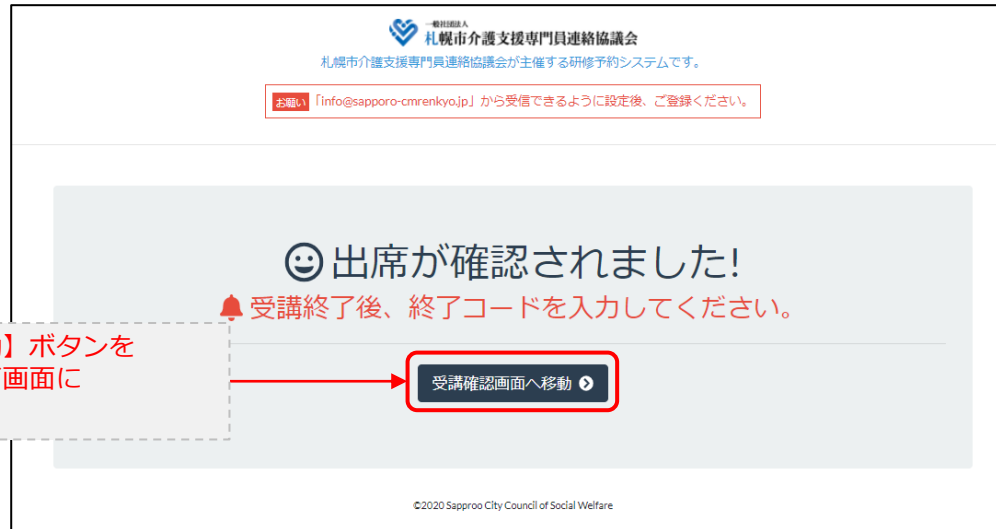 一般社団法人
札幌市介護支援専門員連絡協議会
札幌市介護支援専門員連絡協議会が主催する研修予約システムです。
お願い 「info@sapporo-cmrenkyo.jp」から受信できるように設定後、ご登録ください。
出席が確認されました!
受講終了後、終了コードを入力してください。
】ボタンを
画面に
受講確認画面へ移動
©2020 Sapproo City Council of Social Welfare